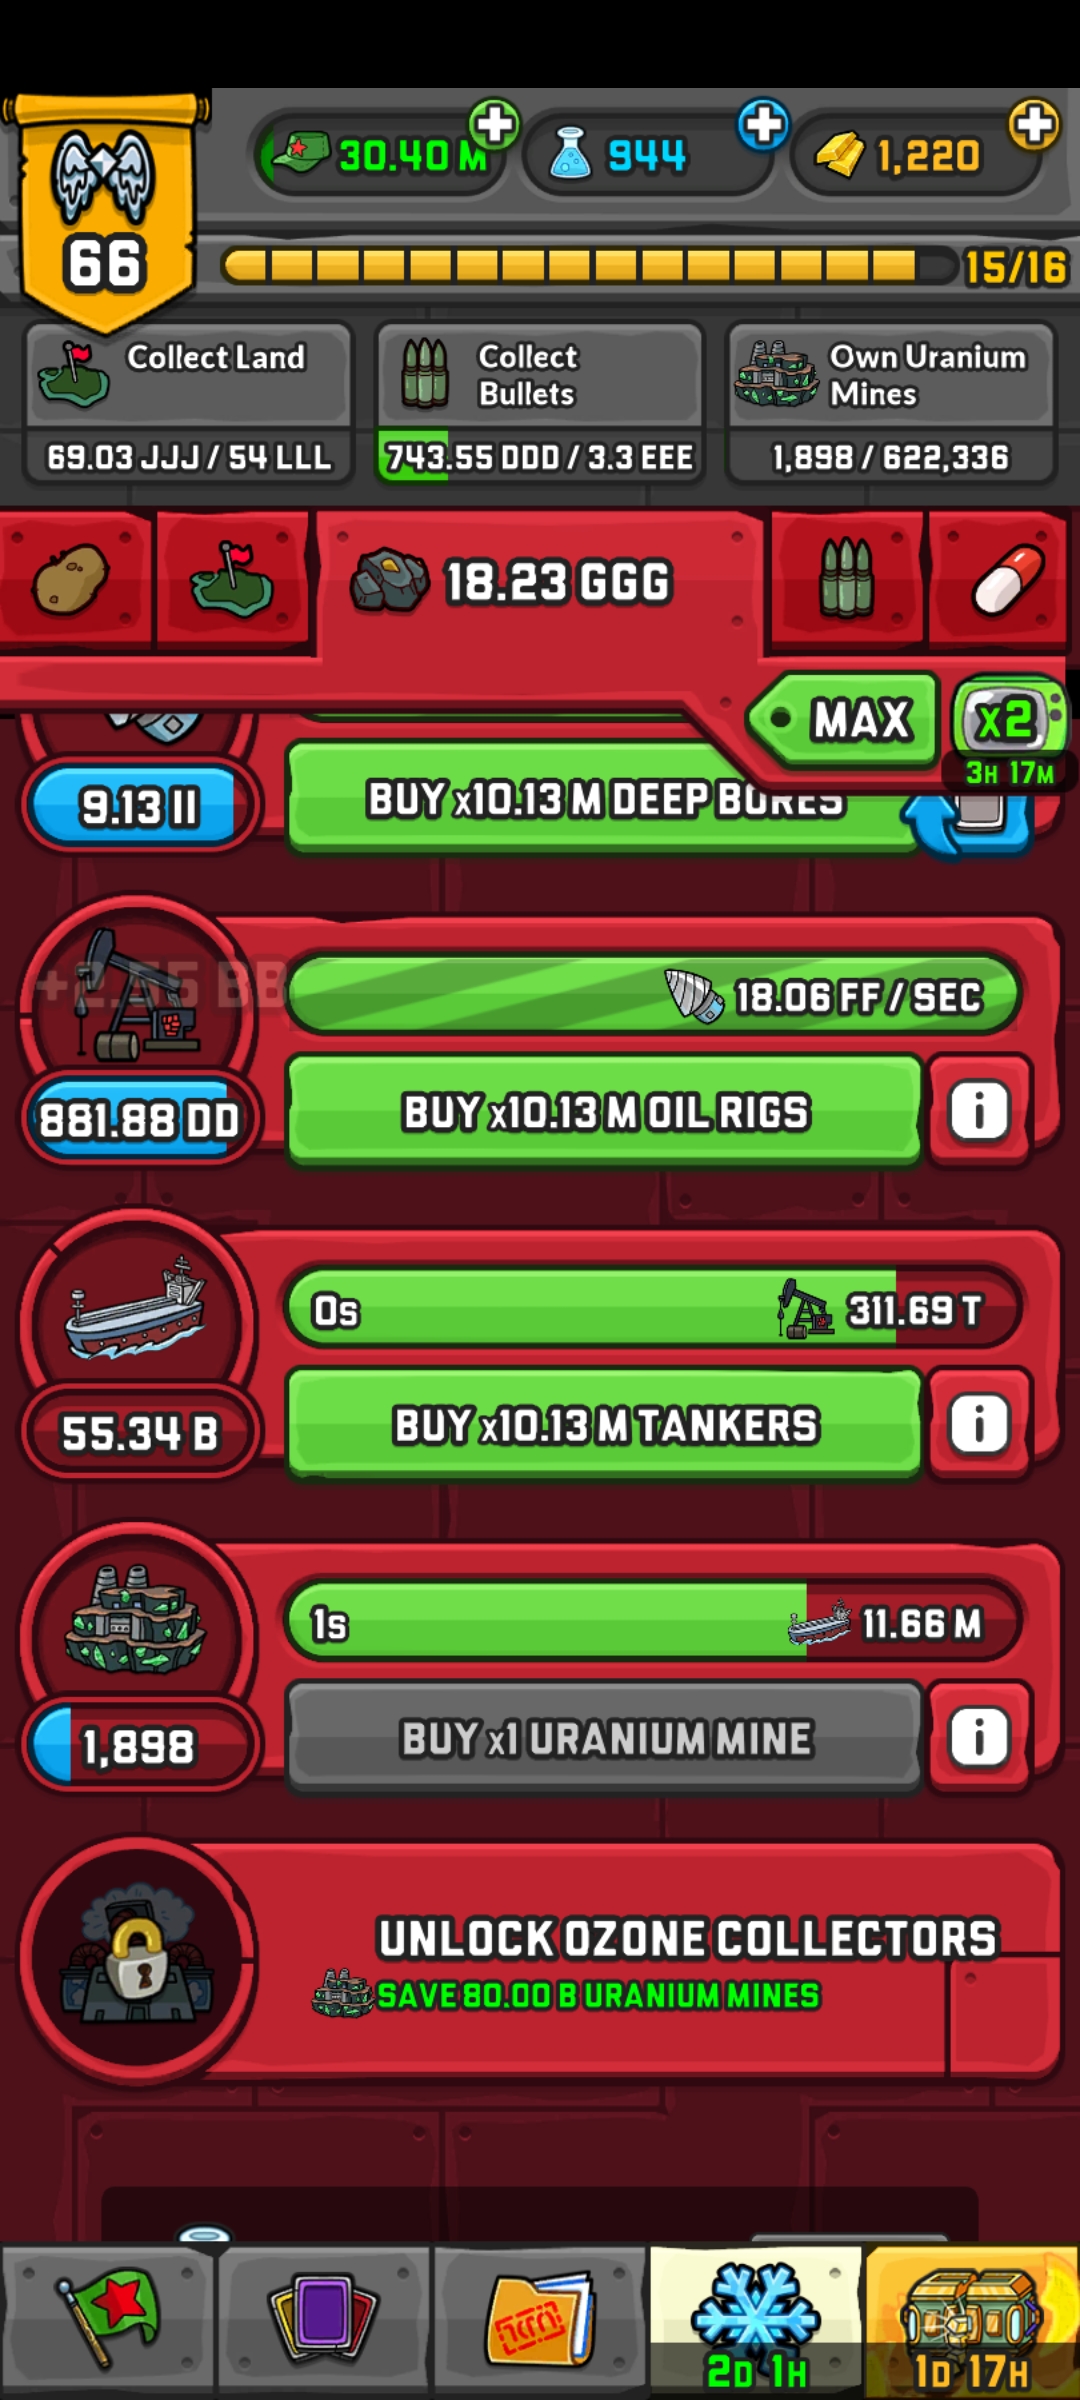 30.40 M
944
1,220
66
15/16
Collect Land
69.03 JJJ / 54 LLL
Collect
Bullets
743.55 DDD / 3.3 EEE
Own Uranium
Mines
1,898 / 622,336
18.23 GGG
MAX
x2
3H 17M
9.13 II
BUY x10.13 M DEEP BORES
+2.55 BB
18.06 FF / SEC
881.88 DD
BUY x10.13 M OIL RIGS
i
0s
311.69 T
55.34 B
BUY x10.13 M TANKERS
i
1s
11.66 M
1,898
BUY x1 URANIUM MINE
i
UNLOCK OZONE COLLECTORS
SAVE 80.00 B URANIUM MINES
2D 1H
1D 17H